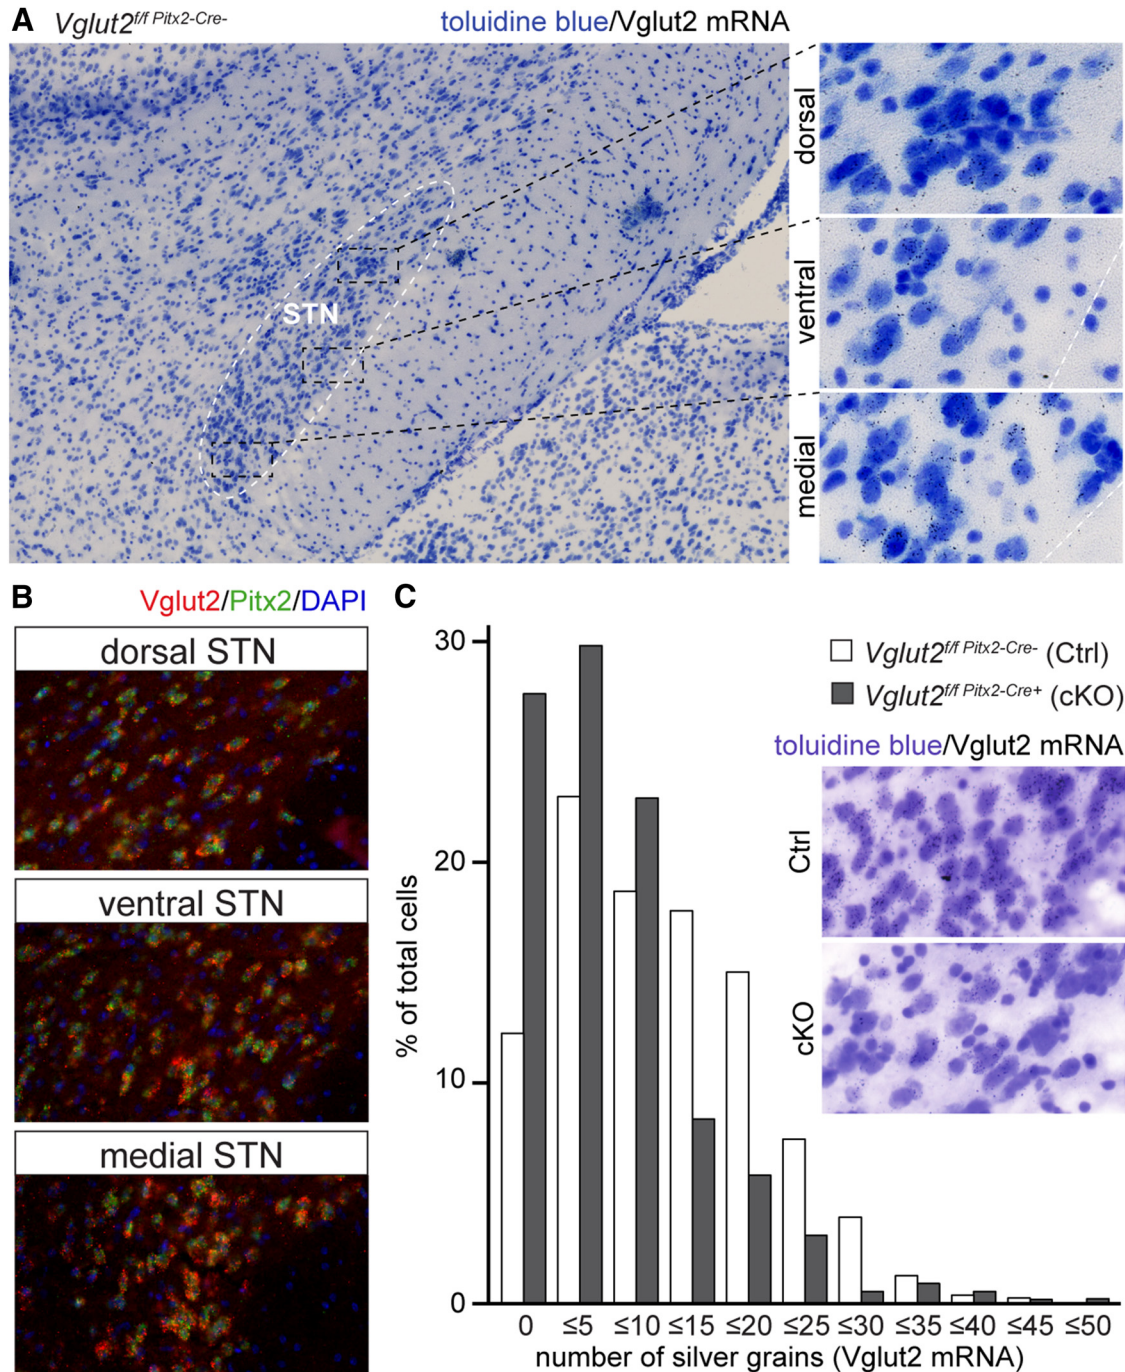 A Vglut2f/f Pitx2-Cre- toluidine blue/Vglut2 mRNA
STN
dorsal
ventral
medial
B Vglut2/Pitx2/DAPI
dorsal STN
ventral STN
medial STN
C
% of total cells
30
20
10
0
Vglut2f/f Pitx2-Cre- (Ctrl)
Vglut2f/f Pitx2-Cre+ (cKO)
toluidine blue/Vglut2 mRNA
Ctrl
cKO
0 ≤5 ≤10 ≤15 ≤20 ≤25 ≤30 ≤35 ≤40 ≤45 ≤50
number of silver grains (Vglut2 mRNA)